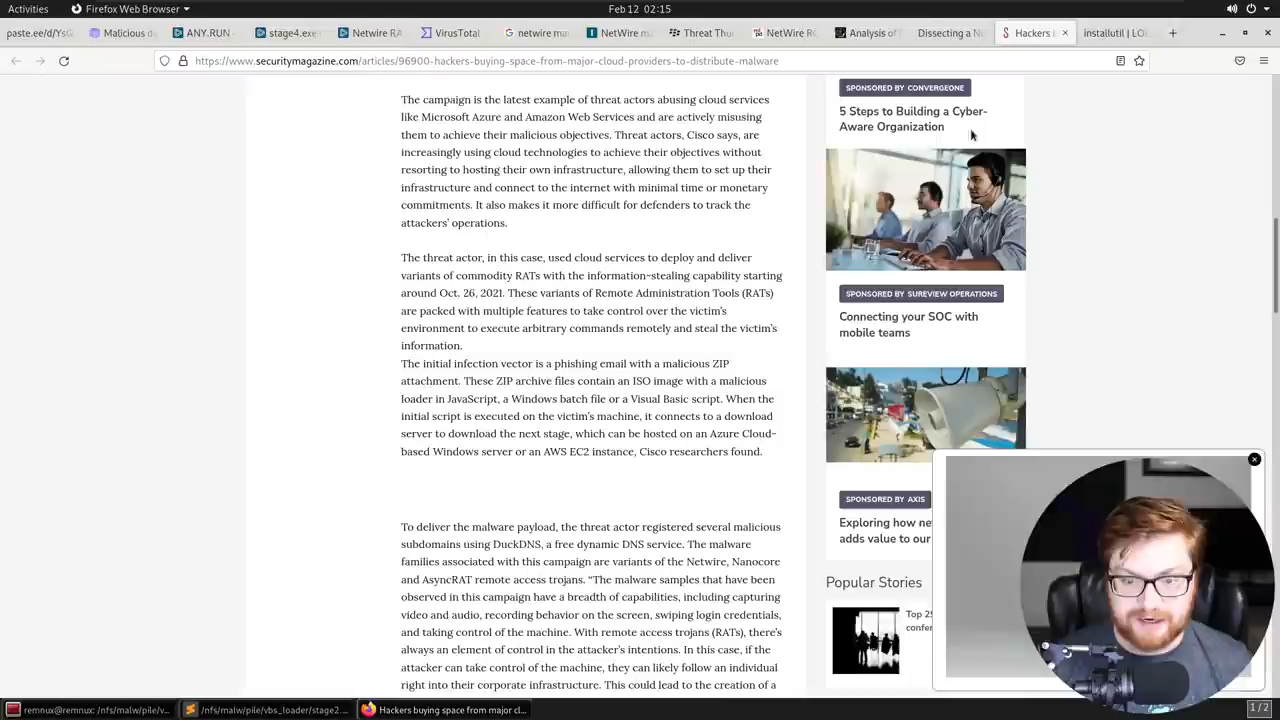 Activities
Firefox Web Browser
Feb 12 02:15
paste.ee/d/YsG
Malicious d
ANY.RUN -
stage4.ex
Netwire RA
VirusTotal
netwire ma
NetWire m
Threat Thu
NetWire RC
Analysis of
Dissecting a N
Hackers b
installutil | LO
https://www.securitymagazine.com/articles/96900-hackers-buying-space-from-major-cloud-providers-to-distribute-malware
The campaign is the latest example of threat actors abusing cloud services
like Microsoft Azure and Amazon Web Services and are actively misusing
them to achieve their malicious objectives. Threat actors, Cisco says, are
increasingly using cloud technologies to achieve their objectives without
resorting to hosting their own infrastructure, allowing them to set up their
infrastructure and connect to the internet with minimal time or monetary
commitments. It also makes it more difficult for defenders to track the
attackers' operations.
The threat actor, in this case, used cloud services to deploy and deliver
variants of commodity RATs with the information-stealing capability starting
around Oct. 26, 2021. These variants of Remote Administration Tools (RATs)
are packed with multiple features to take control over the victim's
environment to execute arbitrary commands remotely and steal the victim's
information.
The initial infection vector is a phishing email with a malicious ZIP
attachment. These ZIP archive files contain an ISO image with a malicious
loader in JavaScript, a Windows batch file or a Visual Basic script. When the
initial script is executed on the victim's machine, it connects to a download
server to download the next stage, which can be hosted on an Azure Cloud-
based Windows server or an AWS EC2 instance, Cisco researchers found.
To deliver the malware payload, the threat actor registered several malicious
subdomains using DuckDNS, a free dynamic DNS service. The malware
families associated with this campaign are variants of the Netwire, Nanocore
and AsyncRAT remote access trojans. “The malware samples that have been
observed in this campaign have a breadth of capabilities, including capturing
video and audio, recording behavior on the screen, swiping login credentials,
and taking control of the machine. With remote access trojans (RATs), there's
always an element of control in the attacker's intentions. In this case, if the
attacker can take control of the machine, they can likely follow an individual
right into their corporate infrastructure. This could lead to the creation of a
SPONSORED BY CONVERGEONE
5 Steps to Building a Cyber-
Aware Organization
SPONSORED BY SUREVIEW OPERATIONS
Connecting your SOC with
mobile teams
SPONSORED BY AXIS
Exploring how ne
adds value to our
Popular Stories
Top 25
confer
remnux@remnux: /nfs/malw/pile/v...
/nfs/malw/pile/vbs_loader/stage2...
Hackers buying space from major cl...
1 / 2